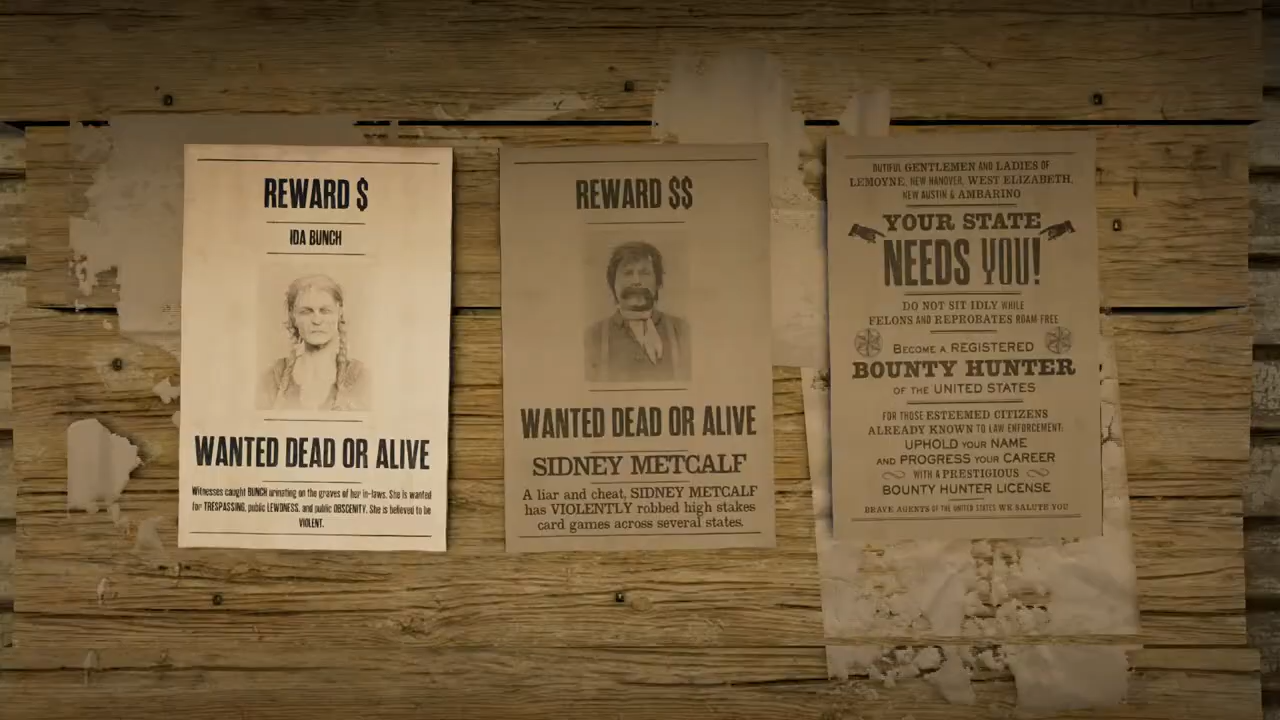 REWARD $
IDA BUNCH
WANTED DEAD OR ALIVE
Witnesses caught BUNCH urinating on the graves of her in-laws. She is wanted
for TRESPASSING, public LEWDNESS, and public OBSCENITY. She is believed to be
VIOLENT.
REWARD $$
WANTED DEAD OR ALIVE
SIDNEY METCALF
A liar and cheat, SIDNEY METCALF
has VIOLENTLY robbed high stakes
card games across several states.
DUTIFUL GENTLEMEN AND LADIES OF
LEMOYNE, NEW HANOVER, WEST ELIZABETH,
NEW AUSTIN & AMBARINO
YOUR STATE
NEEDS YOU!
DO NOT SIT IDLY WHILE
FELONS AND REPROBATES ROAM FREE
BECOME A REGISTERED
BOUNTY HUNTER
OF THE UNITED STATES
FOR THOSE ESTEEMED CITIZENS
ALREADY KNOWN TO LAW ENFORCEMENT:
UPHOLD YOUR NAME
AND PROGRESS YOUR CAREER
WITH A PRESTIGIOUS
BOUNTY HUNTER LICENSE
BRAVE AGENTS OF THE UNITED STATES WE SALUTE YOU